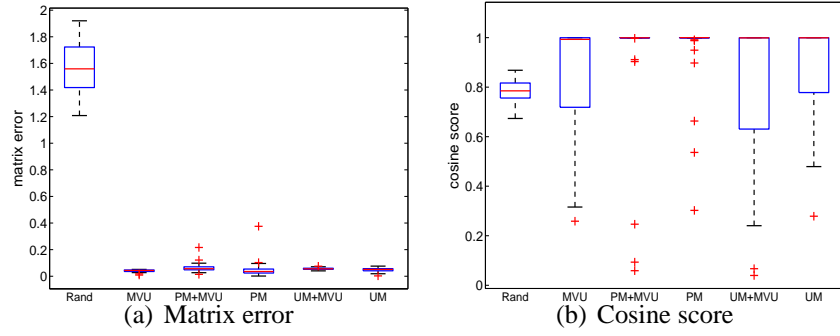 2
1.8
1.6
1.4
1.2
1
0.8
0.6
0.4
0.2
0
matrix error
Rand MVU PM+MVU PM UM+MVU UM
(a) Matrix error
1
0.8
0.6
0.4
0.2
0
cosine score
Rand MVU PM+MVU PM UM+MVU UM
(b) Cosine score